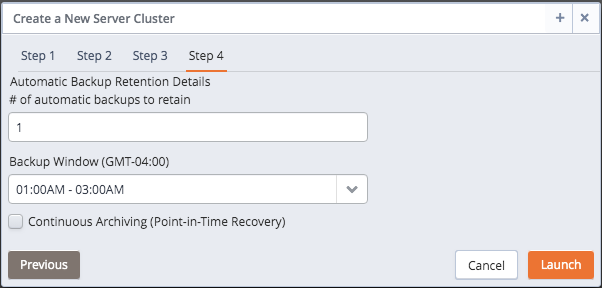 Create a New Server Cluster
Step 1 Step 2 Step 3 Step 4
Automatic Backup Retention Details
# of automatic backups to retain
1
Backup Window (GMT-04:00)
01:00AM - 03:00AM
Continuous Archiving (Point-in-Time Recovery)
Previous Cancel Launch